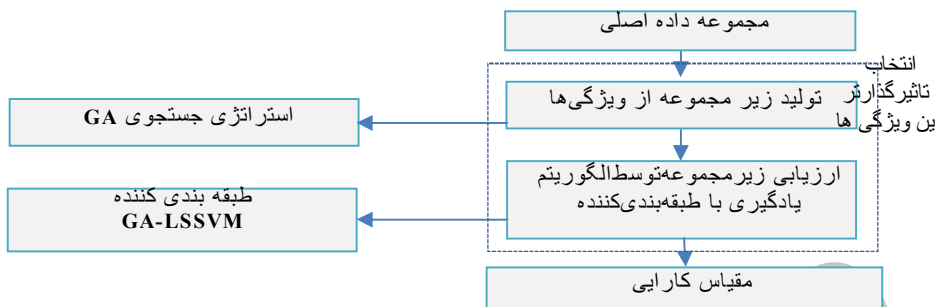 مجموعه داده اصلی
انتخاب
تاثیرگذارتر
ین ویژگی ها
تولید زیر مجموعه از ویژگی‌ها
استراتژی جستجوی GA
ارزیابی زیرمجموعه‌توسط‌الگوریتم
یادگیری با طبقه‌بندی‌کننده
طبقه بندی کننده
GA-LSSVM
مقیاس کارایی